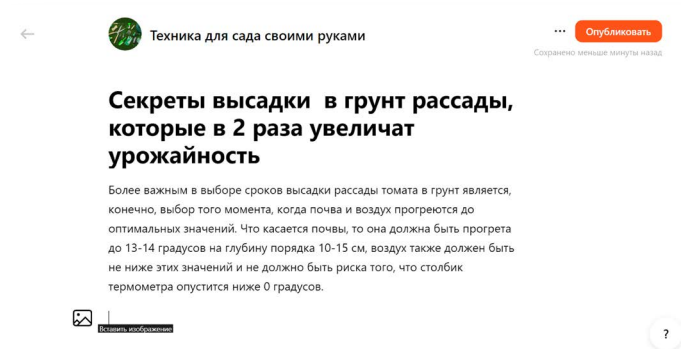 Техника для сада своими руками
Опубликовать
Сохранено меньше минуты назад
Секреты высадки  в грунт рассады,
которые в 2 раза увеличат
урожайность
Более важным в выборе сроков высадки рассады томата в грунт является,
конечно, выбор того момента, когда почва и воздух прогреются до
оптимальных значений. Что касается почвы, то она должна быть прогрета
до 13-14 градусов на глубину порядка 10-15 см, воздух также должен быть
не ниже этих значений и не должно быть риска того, что столбик
термометра опустится ниже 0 градусов.
Вставить изображение
?